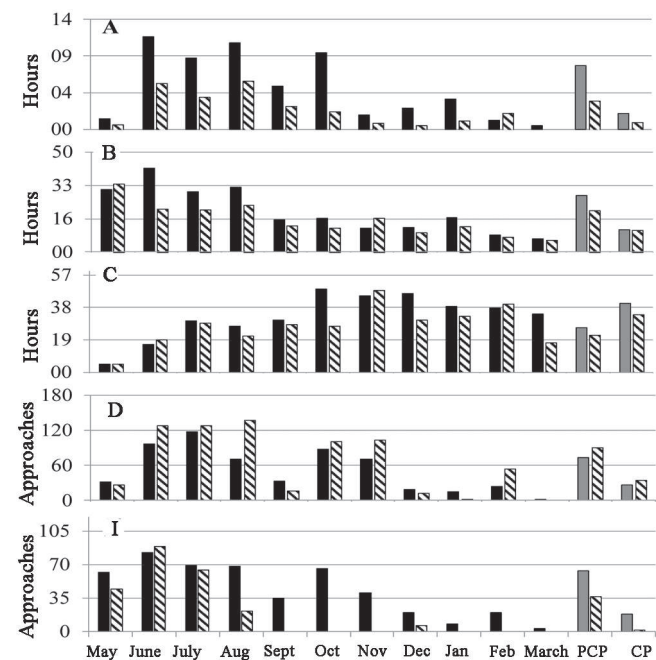 A
14
09
04
00
Hours
B
50
33
16
00
Hours
C
57
38
19
00
Hours
D
180
120
60
0
Approaches
I
105
70
35
0
Approaches
May June July Aug Sept Oct Nov Dec Jan Feb March PCP CP